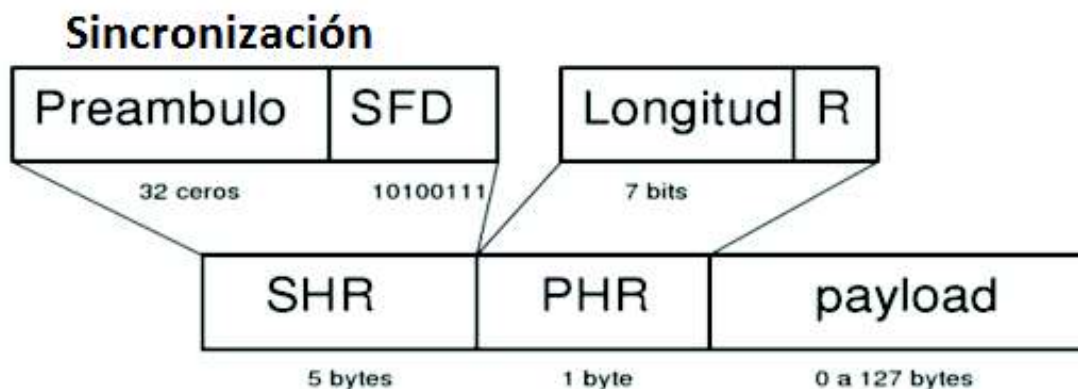 Sincronización
Preambulo SFD Longitud R
32 ceros 10100111 7 bits
SHR PHR payload
5 bytes 1 byte 0 a 127 bytes